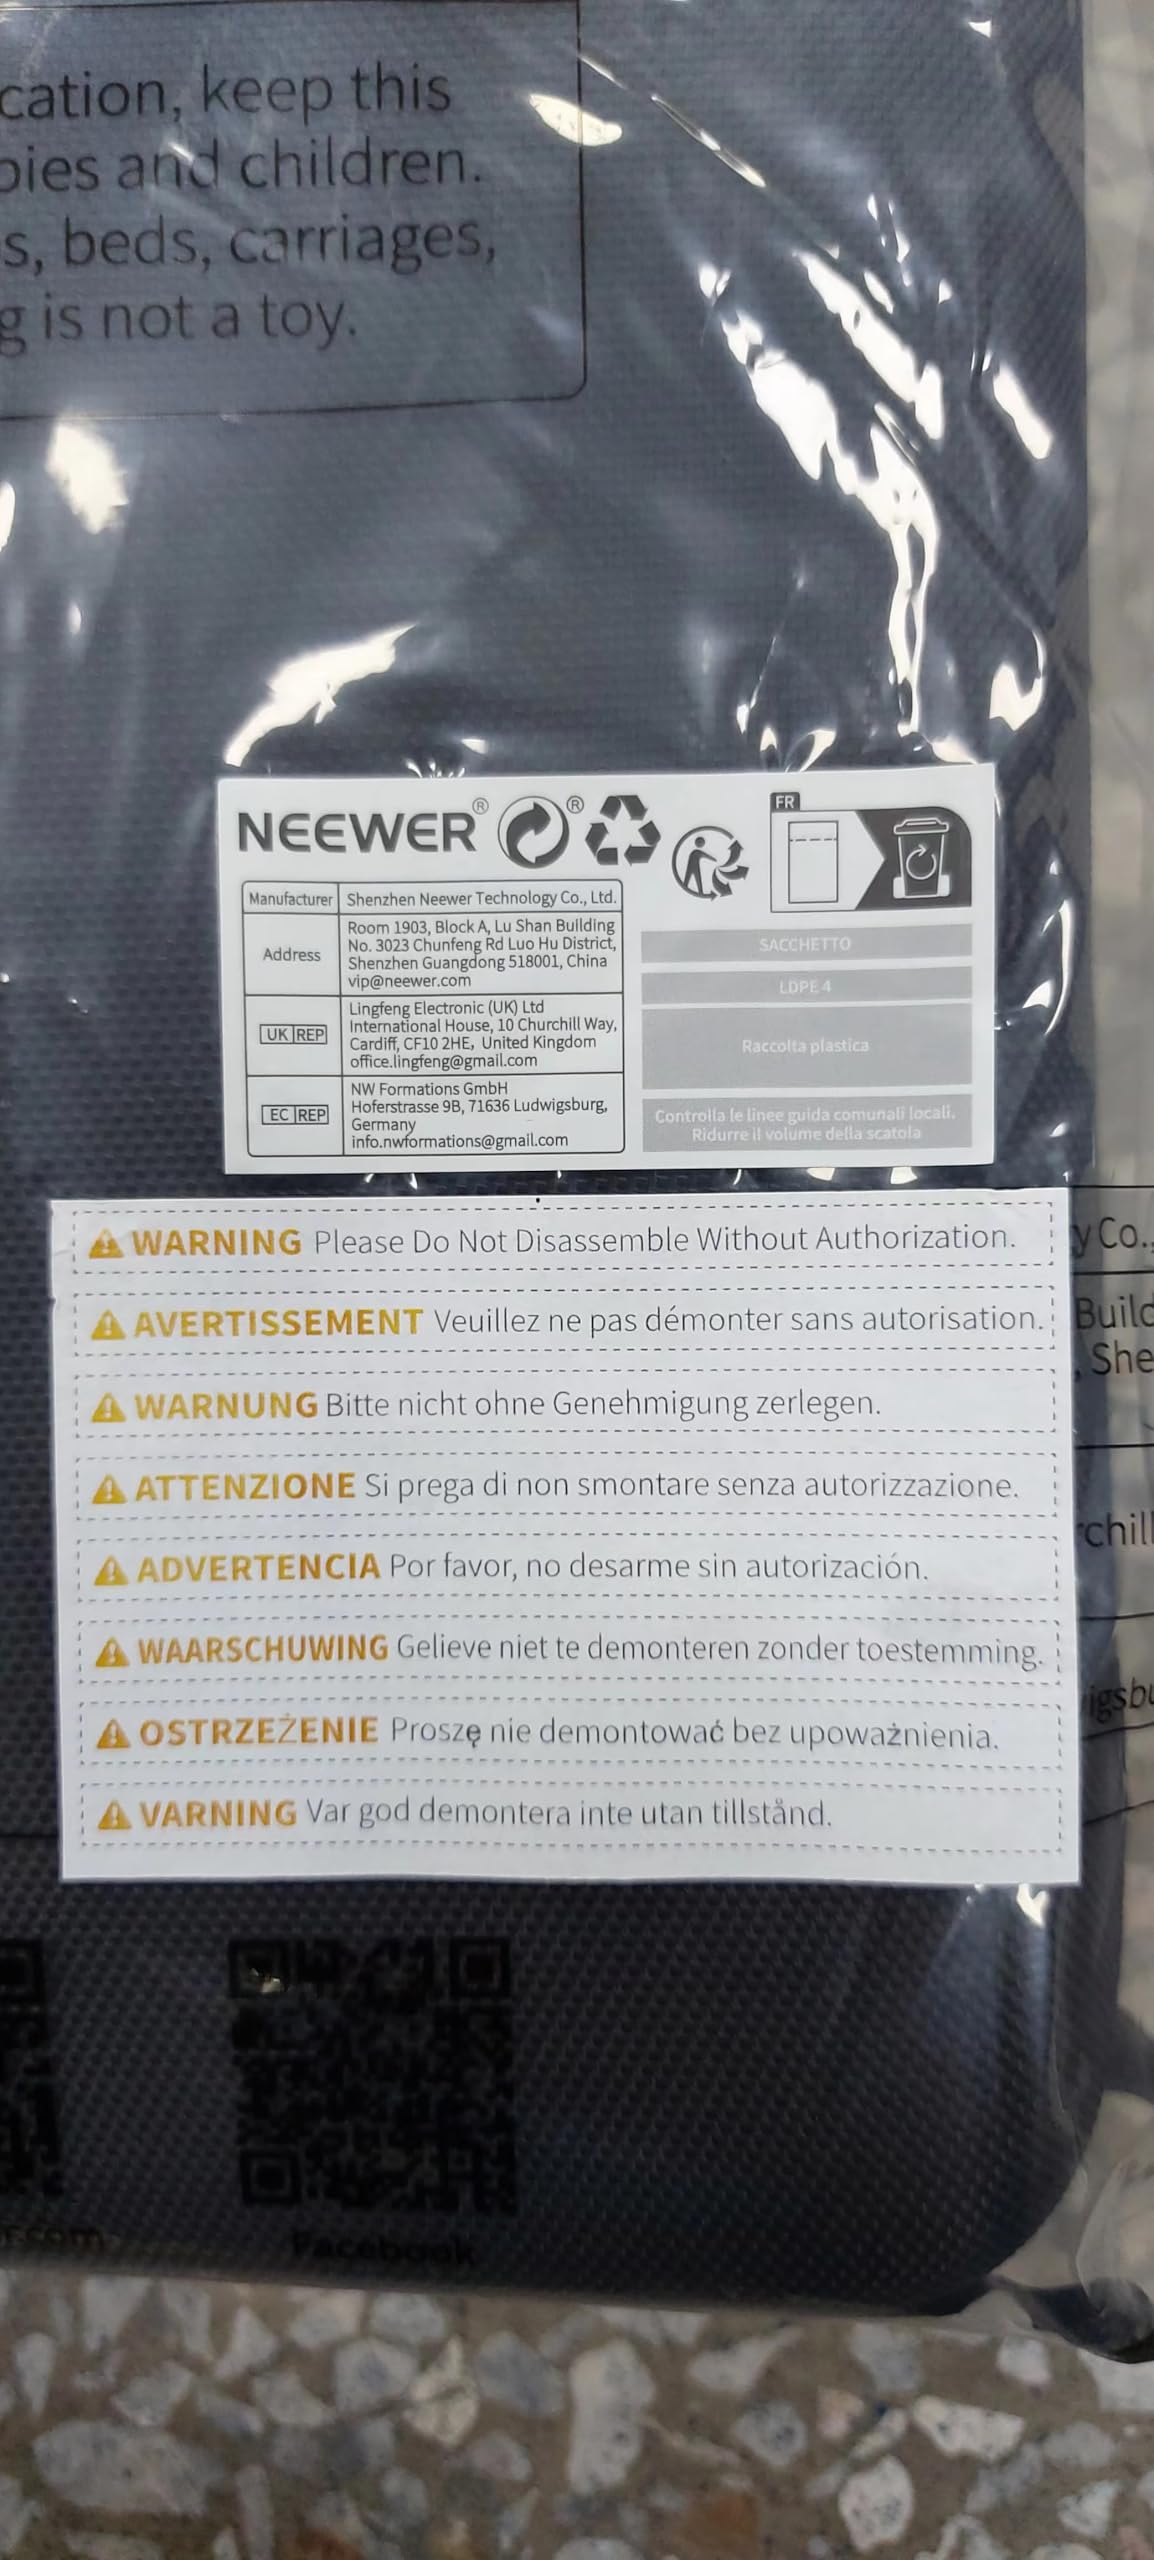 cation, keep this
bies and children.
s, beds, carriages,
g is not a toy.
NEEWER® ®
FR
Manufacturer Shenzhen Neewer Technology Co., Ltd.
Address
Room 1903, Block A, Lu Shan Building
No. 3023 Chunfeng Rd Luo Hu District,
Shenzhen Guangdong 518001, China
vip@neewer.com
UK REP
Lingfeng Electronic (UK) Ltd
International House, 10 Churchill Way,
Cardiff, CF10 2HE, United Kingdom
office.lingfeng@gmail.com
EC REP
NW Formations GmbH
Hoferstrasse 9B, 71636 Ludwigsburg,
Germany
info.nwformations@gmail.com
SACCHETTO
LDPE 4
Raccolta plastica
Controlla le linee guida comunali locali.
Ridurre il volume della scatola
WARNING Please Do Not Disassemble Without Authorization.
AVERTISSEMENT Veuillez ne pas démonter sans autorisation.
WARNUNG Bitte nicht ohne Genehmigung zerlegen.
ATTENZIONE Si prega di non smontare senza autorizzazione.
ADVERTENCIA Por favor, no desarme sin autorización.
WAARSCHUWING Gelieve niet te demonteren zonder toestemming.
OSTRZEŻENIE Proszę nie demontować bez upoważnienia.
VARNING Var god demontera inte utan tillstånd.
y Co.,
Build
, She
chill
igsbu
Facebook